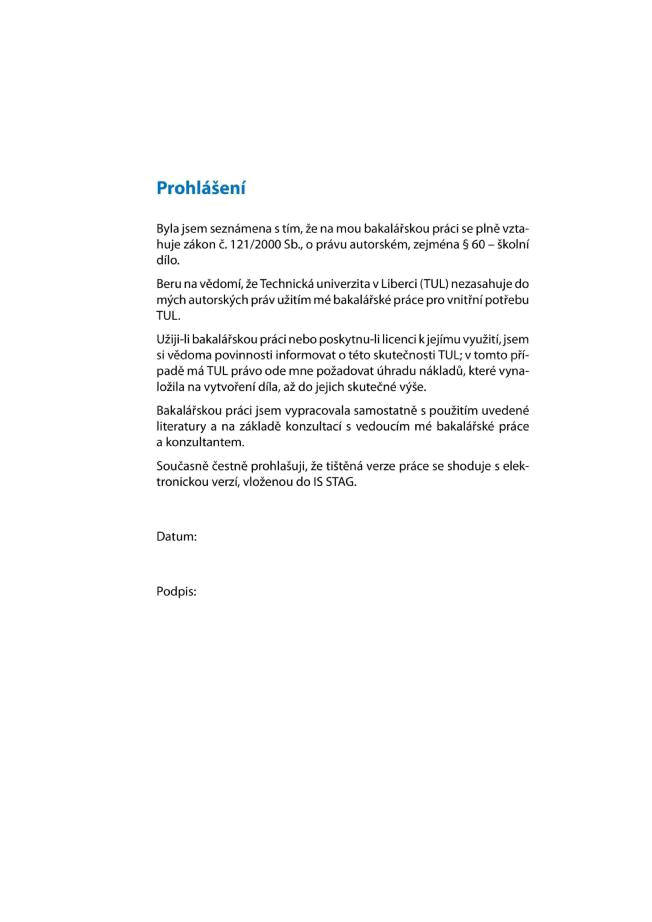 Prohlášení
Byla jsem seznámena s tím, že na mou bakalářskou práci se plně vzta-
huje zákon č. 121/2000 Sb., o právu autorském, zejména § 60 – školní
dílo.
Beru na vědomí, že Technická univerzita v Liberci (TUL) nezasahuje do
mých autorských práv užitím mé bakalářské práce pro vnitřní potřebu
TUL.
Užiji-li bakalářskou práci nebo poskytnu-li licenci k jejímu využití, jsem
si vědoma povinnosti informovat o této skutečnosti TUL; v tomto pří-
padě má TUL právo ode mne požadovat úhradu nákladů, které vyna-
ložila na vytvoření díla, až do jejich skutečné výše.
Bakalářskou práci jsem vypracovala samostatně s použitím uvedené
literatury a na základě konzultací s vedoucím mé bakalářské práce
a konzultantem.
Současně čestně prohlašuji, že tištěná verze práce se shoduje s elek-
tronickou verzí, vloženou do IS STAG.
Datum:
Podpis: